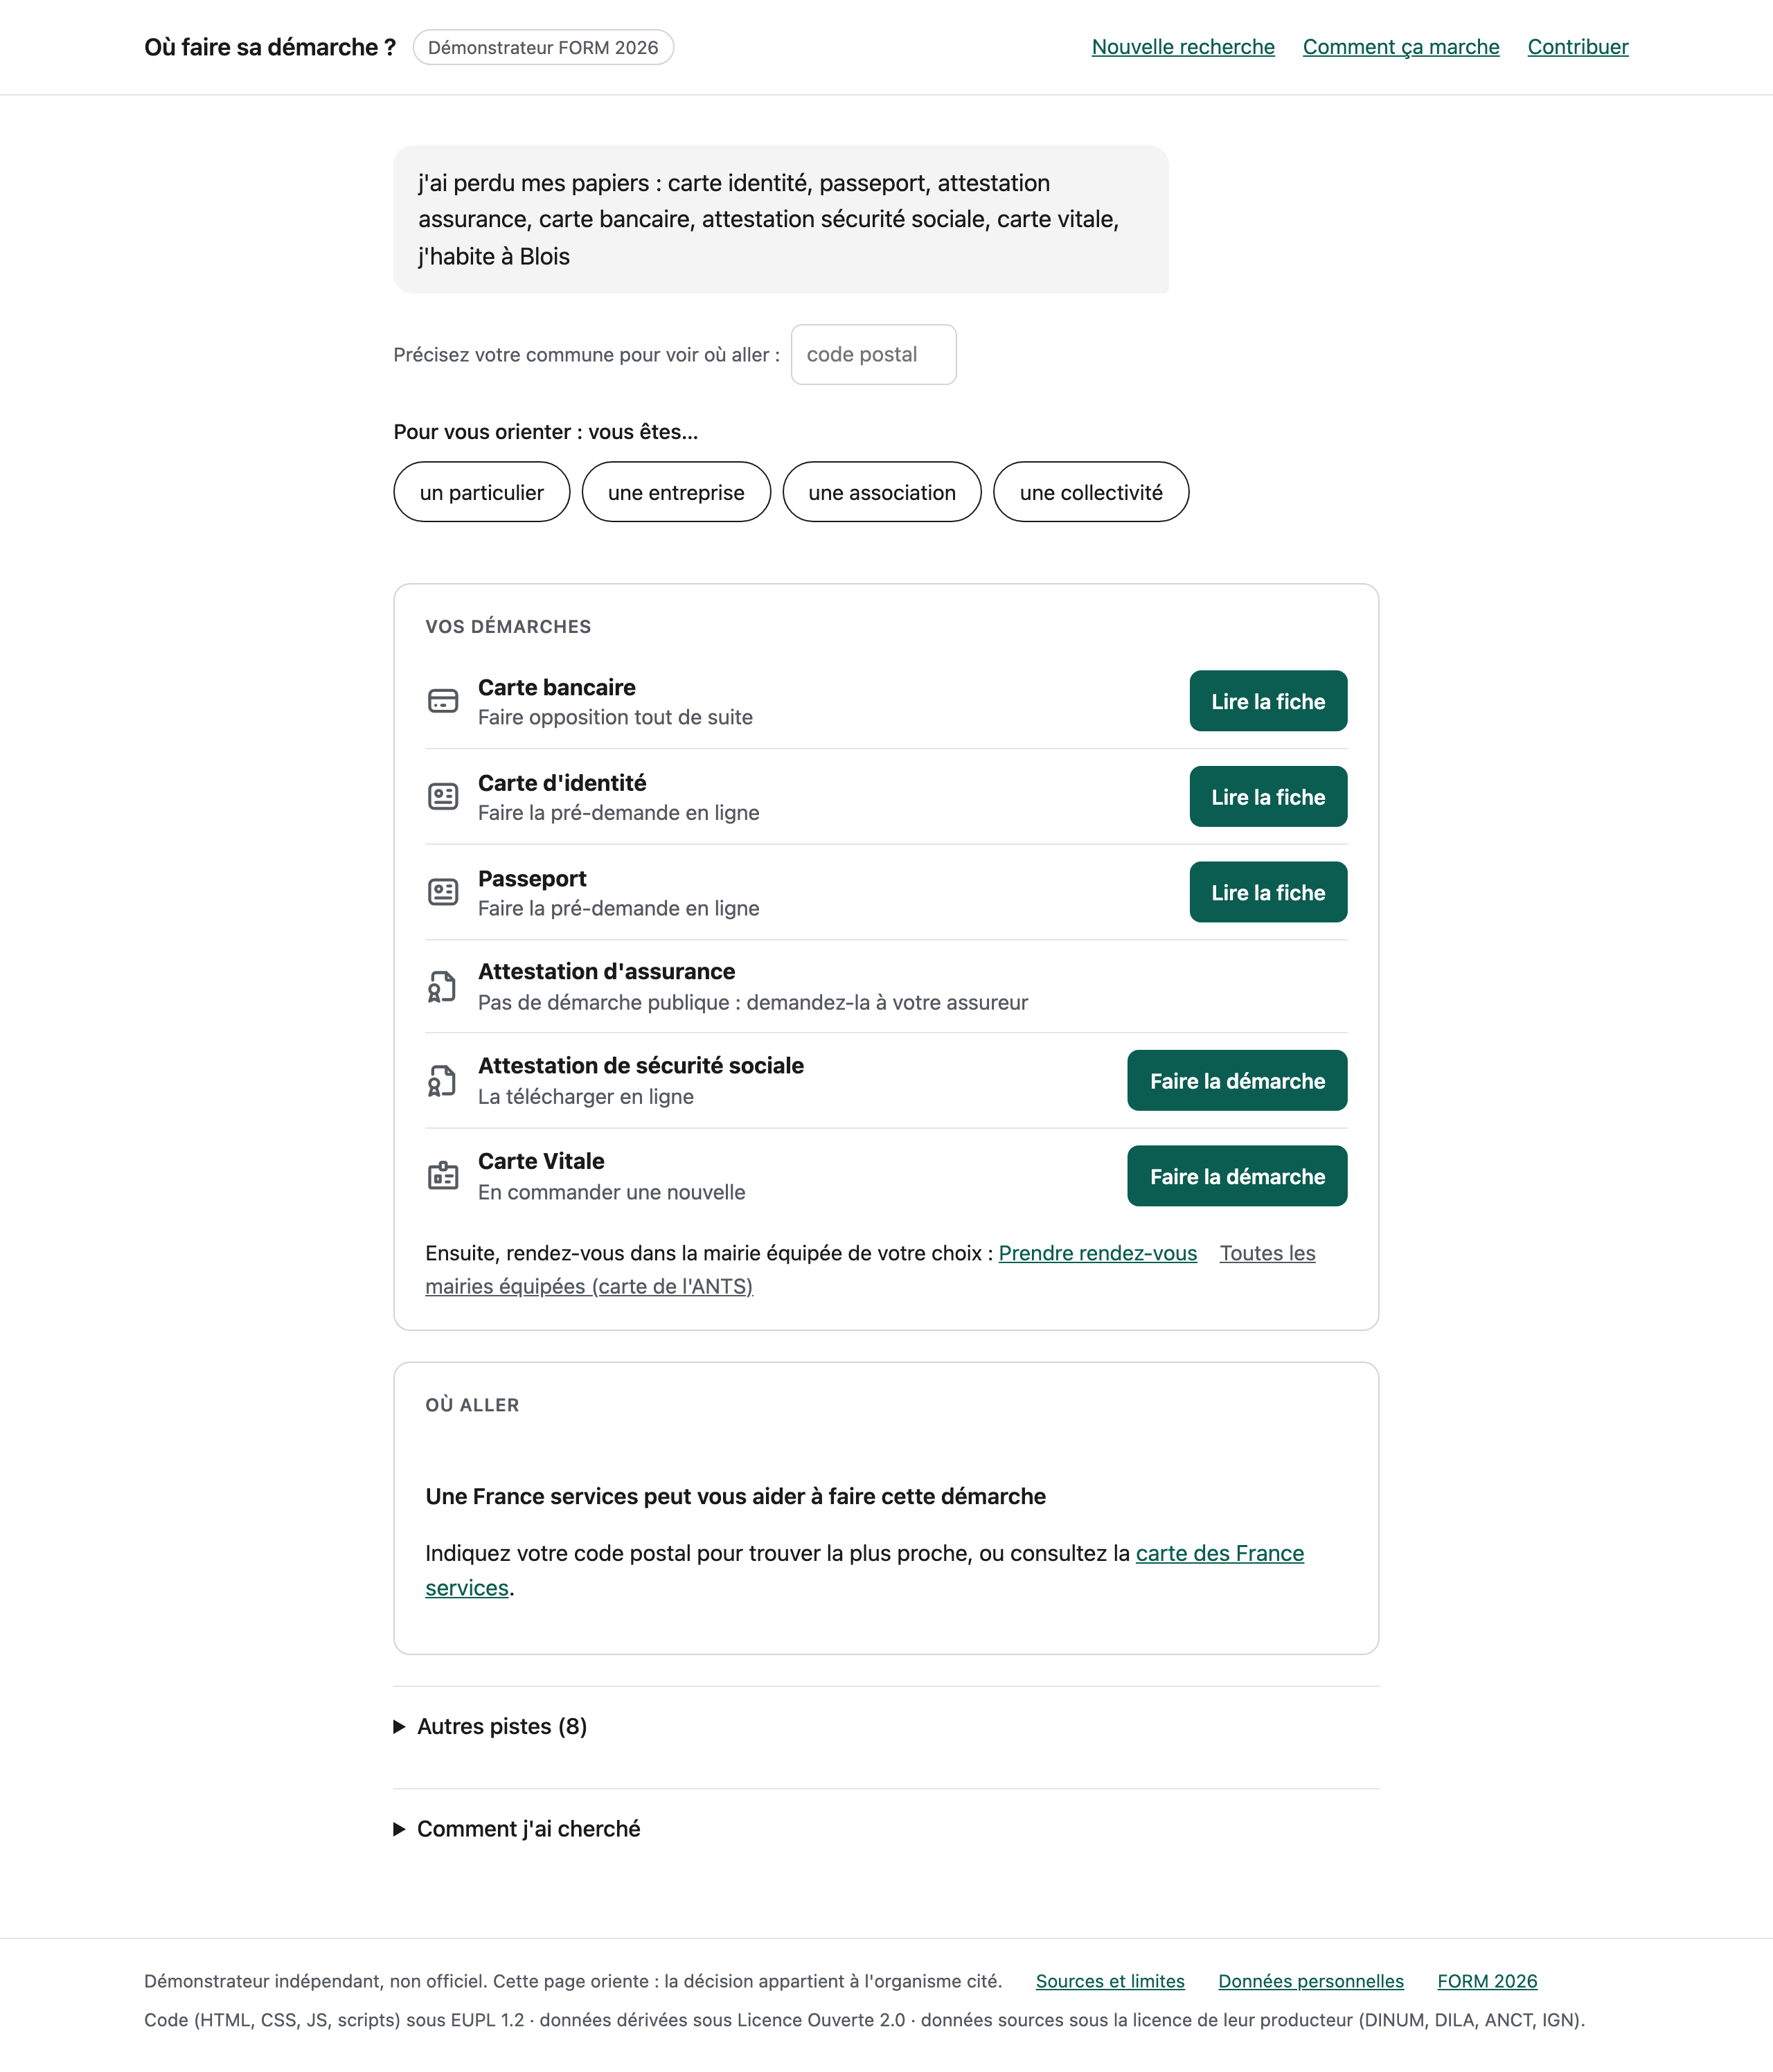 Où faire sa démarche ?
Démonstrateur FORM 2026
Nouvelle recherche
Comment ça marche
Contribuer
j'ai perdu mes papiers : carte identité, passeport, attestation
assurance, carte bancaire, attestation sécurité sociale, carte vitale,
j'habite à Blois
Précisez votre commune pour voir où aller :
code postal
Pour vous orienter : vous êtes...
un particulier
une entreprise
une association
une collectivité
VOS DÉMARCHES
Carte bancaire
Faire opposition tout de suite
Lire la fiche
Carte d'identité
Faire la pré-demande en ligne
Lire la fiche
Passeport
Faire la pré-demande en ligne
Lire la fiche
Attestation d'assurance
Pas de démarche publique : demandez-la à votre assureur
Attestation de sécurité sociale
La télécharger en ligne
Faire la démarche
Carte Vitale
En commander une nouvelle
Faire la démarche
Ensuite, rendez-vous dans la mairie équipée de votre choix : Prendre rendez-vous Toutes les
mairies équipées (carte de l'ANTS)
OÙ ALLER
Une France services peut vous aider à faire cette démarche
Indiquez votre code postal pour trouver la plus proche, ou consultez la carte des France
services.
Autres pistes (8)
Comment j'ai cherché
Démonstrateur indépendant, non officiel. Cette page oriente : la décision appartient à l'organisme cité.
Sources et limites
Données personnelles
FORM 2026
Code (HTML, CSS, JS, scripts) sous EUPL 1.2 · données dérivées sous Licence Ouverte 2.0 · données sources sous la licence de leur producteur (DINUM, DILA, ANCT, IGN).